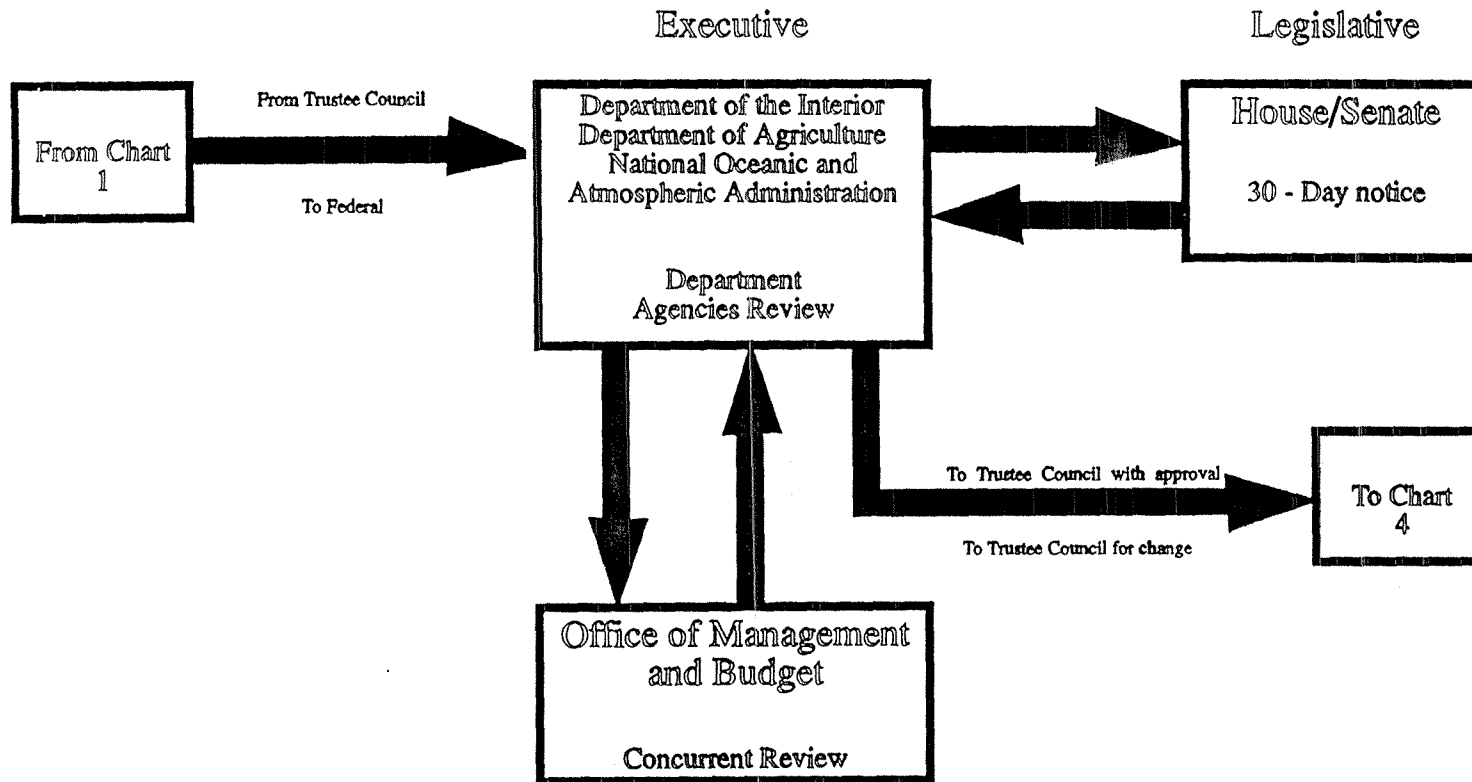 Executive
Legislative
From Chart
1
From Trustee Council
To Federal
Department of the Interior
Department of Agriculture
National Oceanic and
Atmospheric Administration
Department
Agencies Review
House/Senate
30 - Day notice
To Trustee Council with approval
To Trustee Council for change
To Chart
4
Office of Management
and Budget
Concurrent Review